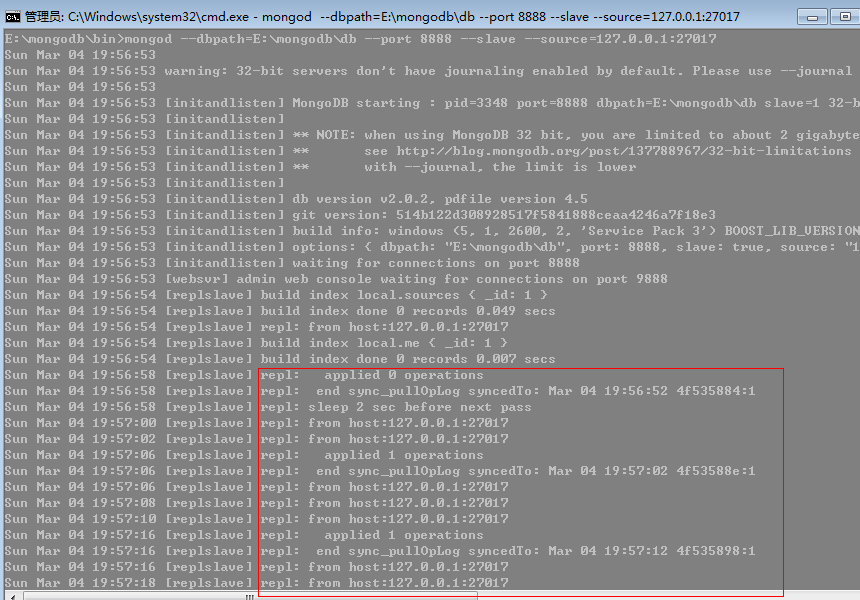 管理员: C:\Windows\system32\cmd.exe - mongod  --dbpath=E:\mongodb\db --port 8888 --slave --source=127.0.0.1:27017
E:\mongodb\bin>mongod --dbpath=E:\mongodb\db --port 8888 --slave --source=127.0.0.1:27017
Sun Mar 04 19:56:53
Sun Mar 04 19:56:53 warning: 32-bit servers don't have journaling enabled by default. Please use --journal
Sun Mar 04 19:56:53
Sun Mar 04 19:56:53 [initandlisten] MongoDB starting : pid=3348 port=8888 dbpath=E:\mongodb\db slave=1 32-b
Sun Mar 04 19:56:53 [initandlisten]
Sun Mar 04 19:56:53 [initandlisten] ** NOTE: when using MongoDB 32 bit, you are limited to about 2 gigabyte
Sun Mar 04 19:56:53 [initandlisten] **       see http://blog.mongodb.org/post/137788967/32-bit-limitations
Sun Mar 04 19:56:53 [initandlisten] **       with --journal, the limit is lower
Sun Mar 04 19:56:53 [initandlisten]
Sun Mar 04 19:56:53 [initandlisten] db version v2.0.2, pdfile version 4.5
Sun Mar 04 19:56:53 [initandlisten] git version: 514b122d308928517f5841888ceaa4246a7f18e3
Sun Mar 04 19:56:53 [initandlisten] build info: windows (5, 1, 2600, 2, 'Service Pack 3') BOOST_LIB_VERSION
Sun Mar 04 19:56:53 [initandlisten] options: { dbpath: "E:\mongodb\db", port: 8888, slave: true, source: "1
Sun Mar 04 19:56:53 [initandlisten] waiting for connections on port 8888
Sun Mar 04 19:56:53 [websvr] admin web console waiting for connections on port 9888
Sun Mar 04 19:56:54 [replslave] build index local.sources { _id: 1 }
Sun Mar 04 19:56:54 [replslave] build index done 0 records 0.049 secs
Sun Mar 04 19:56:54 [replslave] repl: from host:127.0.0.1:27017
Sun Mar 04 19:56:54 [replslave] build index local.me { _id: 1 }
Sun Mar 04 19:56:54 [replslave] build index done 0 records 0.007 secs
Sun Mar 04 19:56:58 [replslave] repl:   applied 0 operations
Sun Mar 04 19:56:58 [replslave] repl:  end sync_pullOpLog syncedTo: Mar 04 19:56:52 4f535884:1
Sun Mar 04 19:56:58 [replslave] repl: sleep 2 sec before next pass
Sun Mar 04 19:57:00 [replslave] repl: from host:127.0.0.1:27017
Sun Mar 04 19:57:02 [replslave] repl: from host:127.0.0.1:27017
Sun Mar 04 19:57:06 [replslave] repl:   applied 1 operations
Sun Mar 04 19:57:06 [replslave] repl:  end sync_pullOpLog syncedTo: Mar 04 19:57:02 4f53588e:1
Sun Mar 04 19:57:06 [replslave] repl: from host:127.0.0.1:27017
Sun Mar 04 19:57:08 [replslave] repl: from host:127.0.0.1:27017
Sun Mar 04 19:57:10 [replslave] repl: from host:127.0.0.1:27017
Sun Mar 04 19:57:16 [replslave] repl:   applied 1 operations
Sun Mar 04 19:57:16 [replslave] repl:  end sync_pullOpLog syncedTo: Mar 04 19:57:12 4f535898:1
Sun Mar 04 19:57:16 [replslave] repl: from host:127.0.0.1:27017
Sun Mar 04 19:57:18 [replslave] repl: from host:127.0.0.1:27017